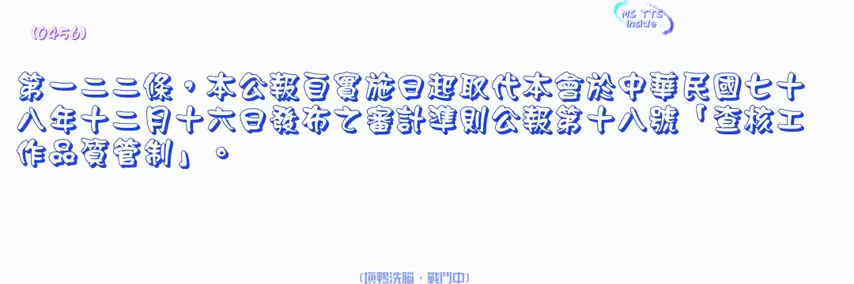 MS TTS
inside
(0456)
第一二二條，本公報自實施日起取代本會於中華民國七十
八年十二月十六日發布之審計準則公報第十八號「查核工
作品質管制」。
(填鴨洗腦，戰鬥中)